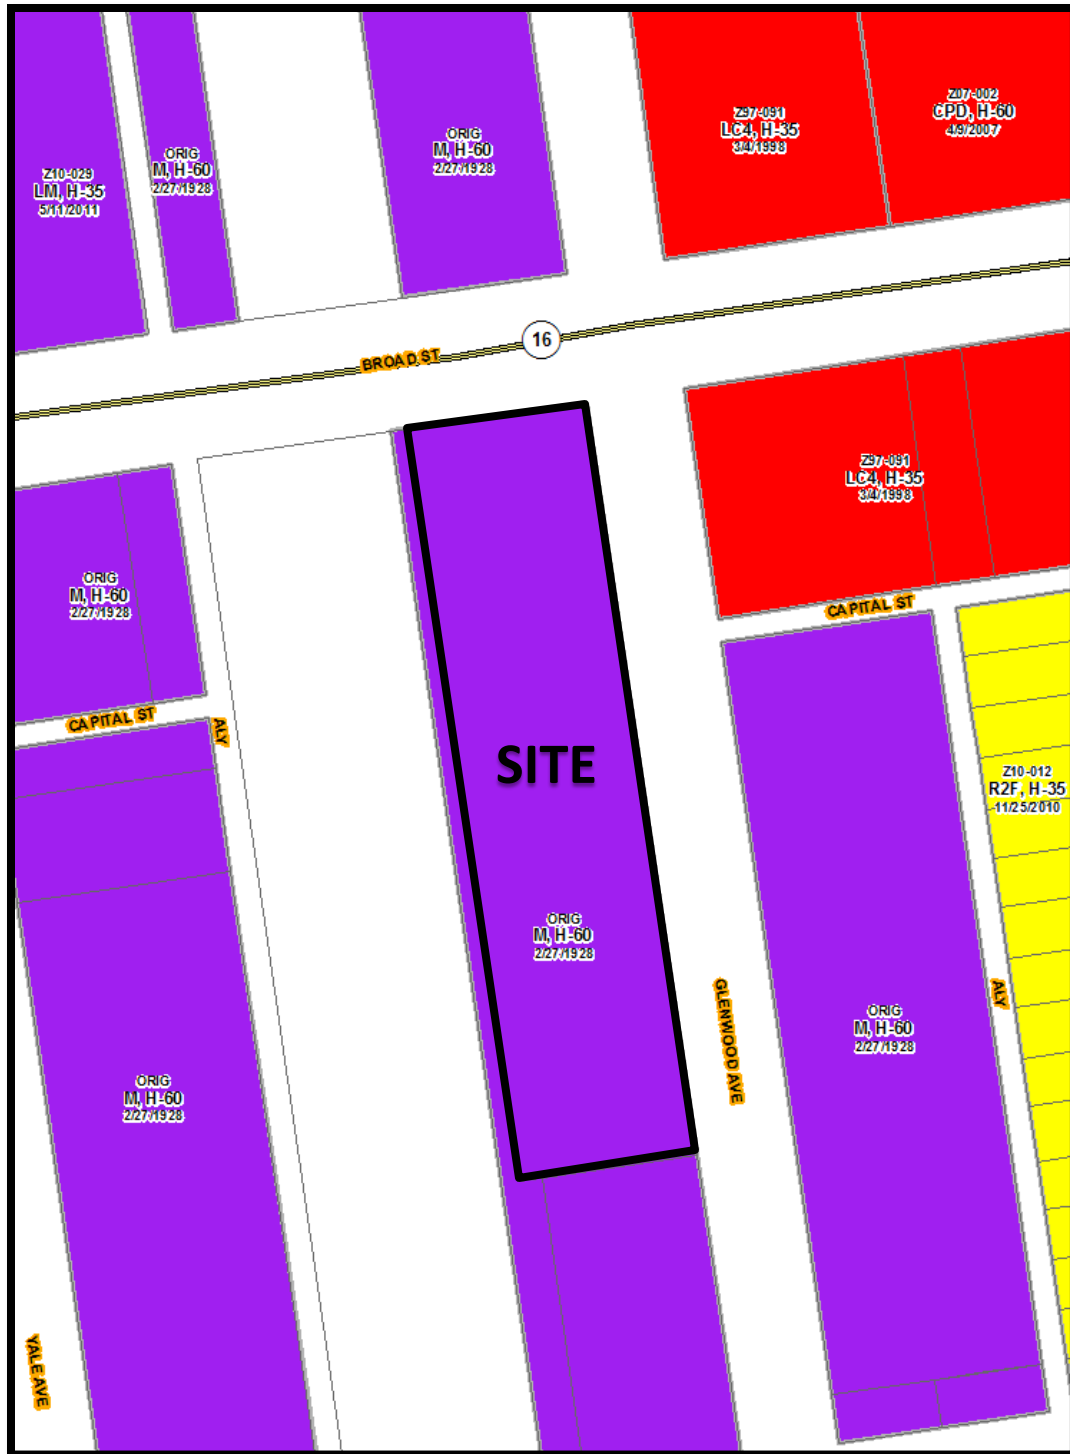 Z07-002
CPD, H-60
4/9/2007
Z97-091
LC4, H-35
3/4/1998
ORIG
M, H-60
2/27/1928
ORIG
M, H-60
2/27/1928
Z10-029
LM, H-35
5/11/2011
16
BROAD ST
Z97-091
LC4, H-35
3/4/1998
ORIG
M, H-60
2/27/1928
CAPITAL ST
CAPITAL ST
ALY
SITE
Z10-012
R2F, H-35
11/25/2010
ORIG
M, H-60
2/27/1928
GLENWOOD AVE
ALY
ORIG
M, H-60
2/27/1928
ORIG
M, H-60
2/27/1928
YALE AVE